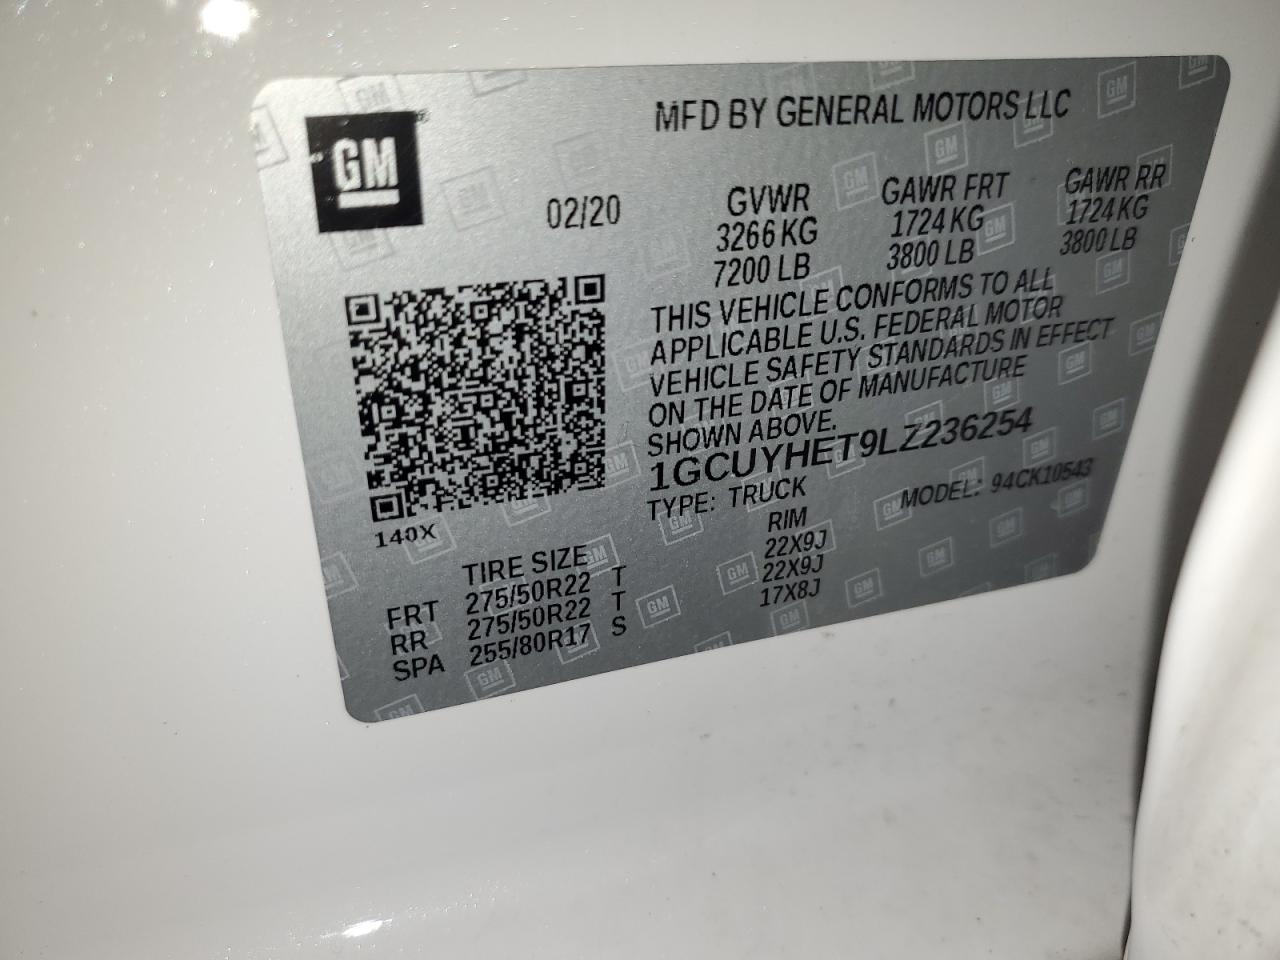 GM
MFD BY GENERAL MOTORS LLC
02/20
GVWR GAWR FRT GAWR RR
3266 KG 1724 KG 1724 KG
7200 LB 3800 LB 3800 LB
THIS VEHICLE CONFORMS TO ALL
APPLICABLE U.S. FEDERAL MOTOR
VEHICLE SAFETY STANDARDS IN EFFECT
ON THE DATE OF MANUFACTURE
SHOWN ABOVE.
1GCUYHET9LZ236254
TYPE: TRUCK MODEL: 94CK10543
140X
TIRE SIZE RIM
FRT 275/50R22 T 22X9J
RR 275/50R22 T 22X9J
SPA 255/80R17 S 17X8J